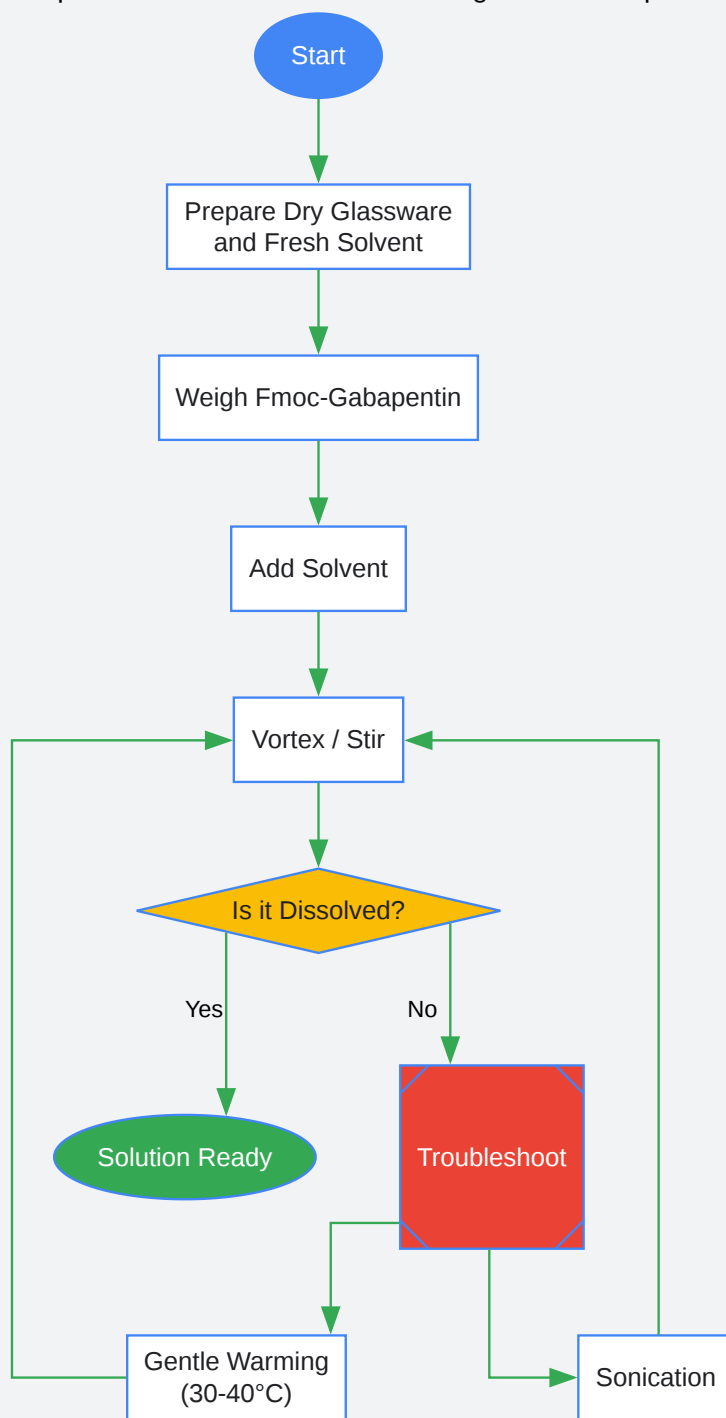 Start
Prepare Dry Glassware
and Fresh Solvent
Weigh Fmoc-Gabapentin
Add Solvent
Vortex / Stir
Is it Dissolved?
Yes
No
Solution Ready
Troubleshoot
Gentle Warming
(30-40°C)
Sonication